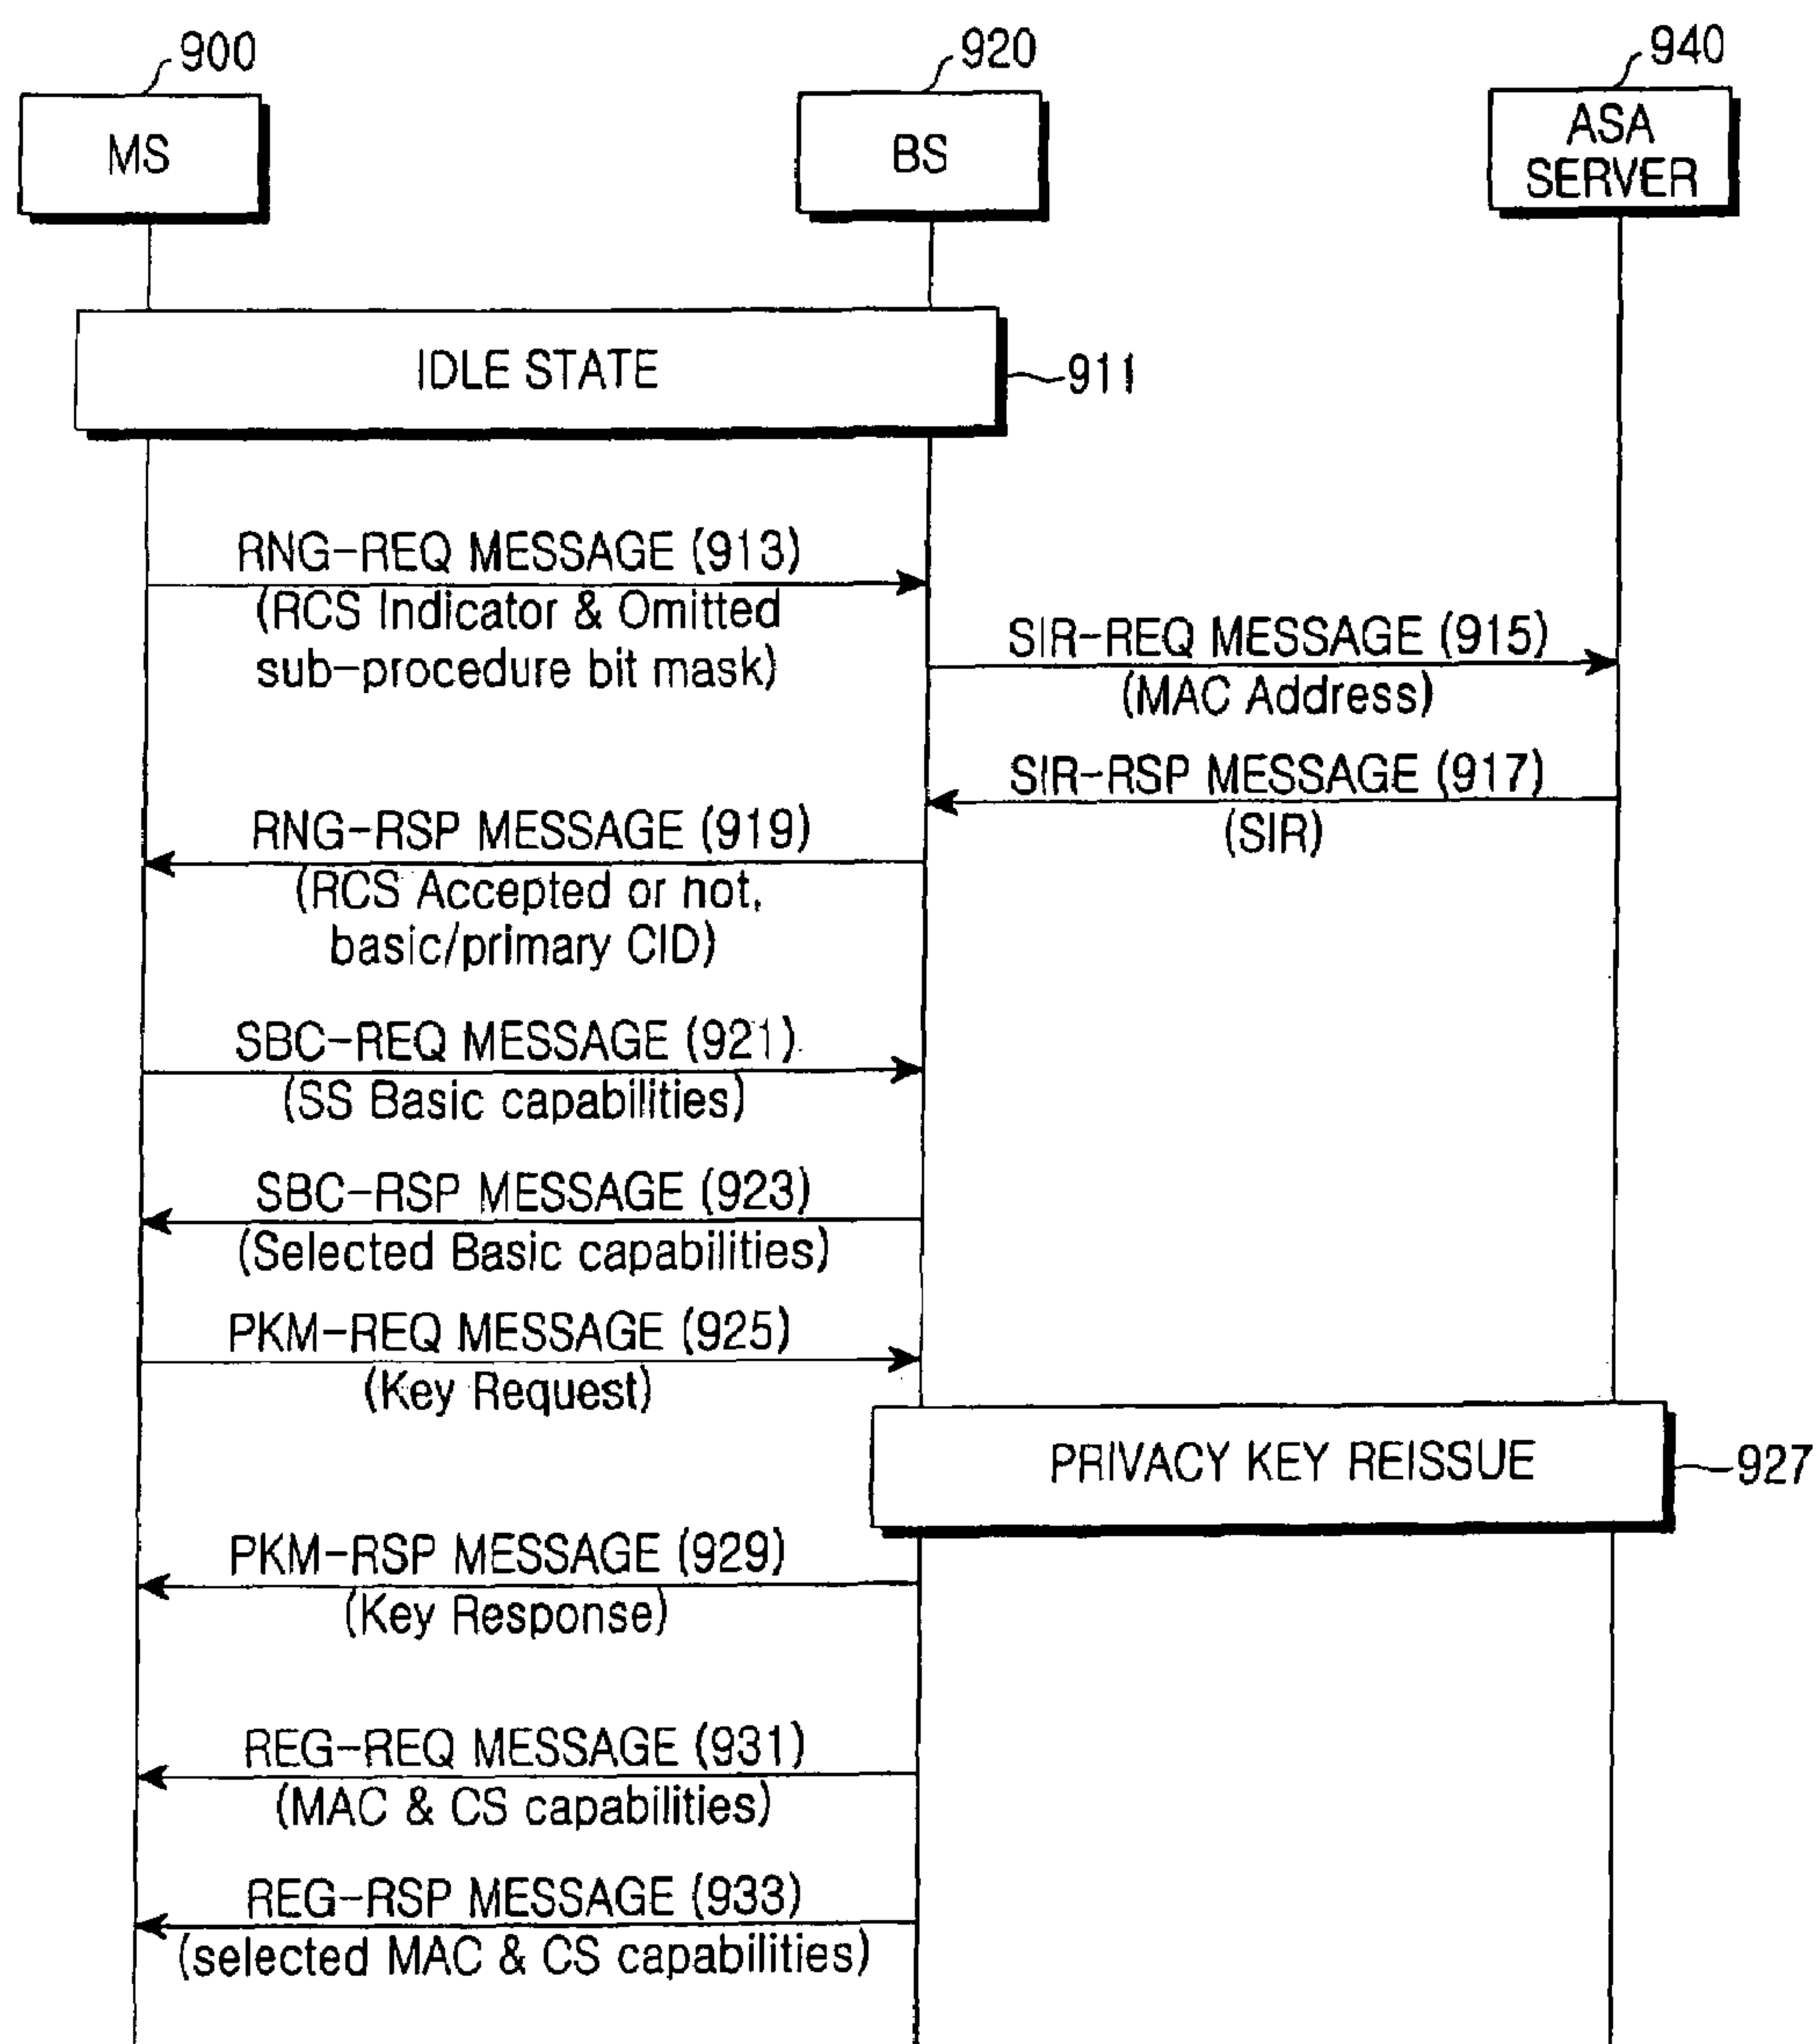 900
920
940
MS
BS
ASA
SERVER
IDLE STATE
911
RNG-REQ MESSAGE (913)
(RCS Indicator & Omitted
sub-procedure bit mask)
SIR-REQ MESSAGE (915)
(MAC Address)
SIR-RSP MESSAGE (917)
(SIR)
RNG-RSP MESSAGE (919)
(RCS Accepted or not,
basic/primary CID)
SBC-REQ MESSAGE (921)
(SS Basic capabilities)
SBC-RSP MESSAGE (923)
(Selected Basic capabilities)
PKM-REQ MESSAGE (925)
(Key Request)
PRIVACY KEY REISSUE
927
PKM-RSP MESSAGE (929)
(Key Response)
REG-REQ MESSAGE (931)
(MAC & CS capabilities)
REG-RSP MESSAGE (933)
(selected MAC & CS capabilities)